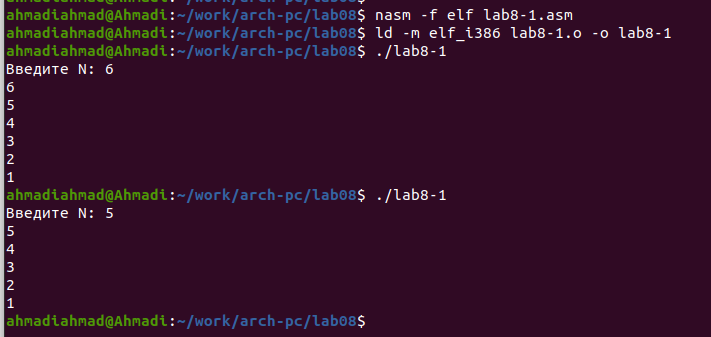 ahmadiahmad@Ahmadi:~/work/arch-pc/lab08$ nasm -f elf lab8-1.asm
ahmadiahmad@Ahmadi:~/work/arch-pc/lab08$ ld -m elf_i386 lab8-1.o -o lab8-1
ahmadiahmad@Ahmadi:~/work/arch-pc/lab08$ ./lab8-1
Введите N: 6
6
5
4
3
2
1
ahmadiahmad@Ahmadi:~/work/arch-pc/lab08$ ./lab8-1
Введите N: 5
5
4
3
2
1
ahmadiahmad@Ahmadi:~/work/arch-pc/lab08$